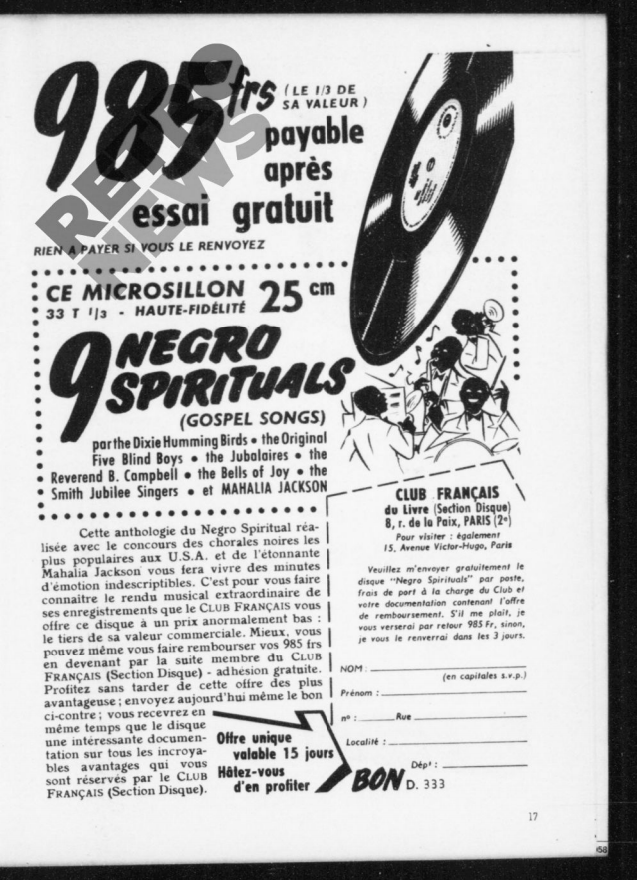 985 frs (LE 1/3 DE
SA VALEUR)
payable
après
essai gratuit
RIEN A PAYER SI VOUS LE RENVOYEZ
RETRO
NEWS
CE MICROSILLON 25 cm
33 T 1/3 - HAUTE-FIDÉLITÉ
9 NEGRO
SPIRITUALS
(GOSPEL SONGS)
par the Dixie Humming Birds • the Original
Five Blind Boys • the Jubalaires • the
Reverend B. Campbell • the Bells of Joy • the
Smith Jubilee Singers • et MAHALIA JACKSON
Cette anthologie du Negro Spiritual réa-
lisée avec le concours des chorales noires les
plus populaires aux U.S.A. et de l'étonnante
Mahalia Jackson vous fera vivre des minutes
d'émotion indescriptibles. C'est pour vous faire
connaître le rendu musical extraordinaire de
ses enregistrements que le CLUB FRANÇAIS vous
offre ce disque à un prix anormalement bas :
le tiers de sa valeur commerciale. Mieux, vous
pouvez même vous faire rembourser vos 985 frs
en devenant par la suite membre du CLUB
FRANÇAIS (Section Disque) - adhésion gratuite.
Profitez sans tarder de cette offre des plus
avantageuse ; envoyez aujourd'hui même le bon
ci-contre ; vous recevrez en
même temps que le disque
une intéressante documen-
tation sur tous les incroya-
bles avantages qui vous
sont réservés par le CLUB
FRANÇAIS (Section Disque).
Offre unique
valable 15 jours
Hâtez-vous
d'en profiter
CLUB FRANÇAIS
du Livre (Section Disque)
8, r. de la Paix, PARIS (2e)
Pour visiter : également
15, Avenue Victor-Hugo, Paris
Veuillez m'envoyer gratuitement le
disque "Negro Spirituals" par poste,
frais de port à la charge du Club et
votre documentation contenant l'offre
de remboursement. S'il me plaît, je
vous verserai par retour 985 Fr, sinon,
je vous le renverrai dans les 3 jours.
NOM :
(en capitales s.v.p.)
Prénom :
n° : Rue
Localité :
Dépt :
BON D. 333
17
58